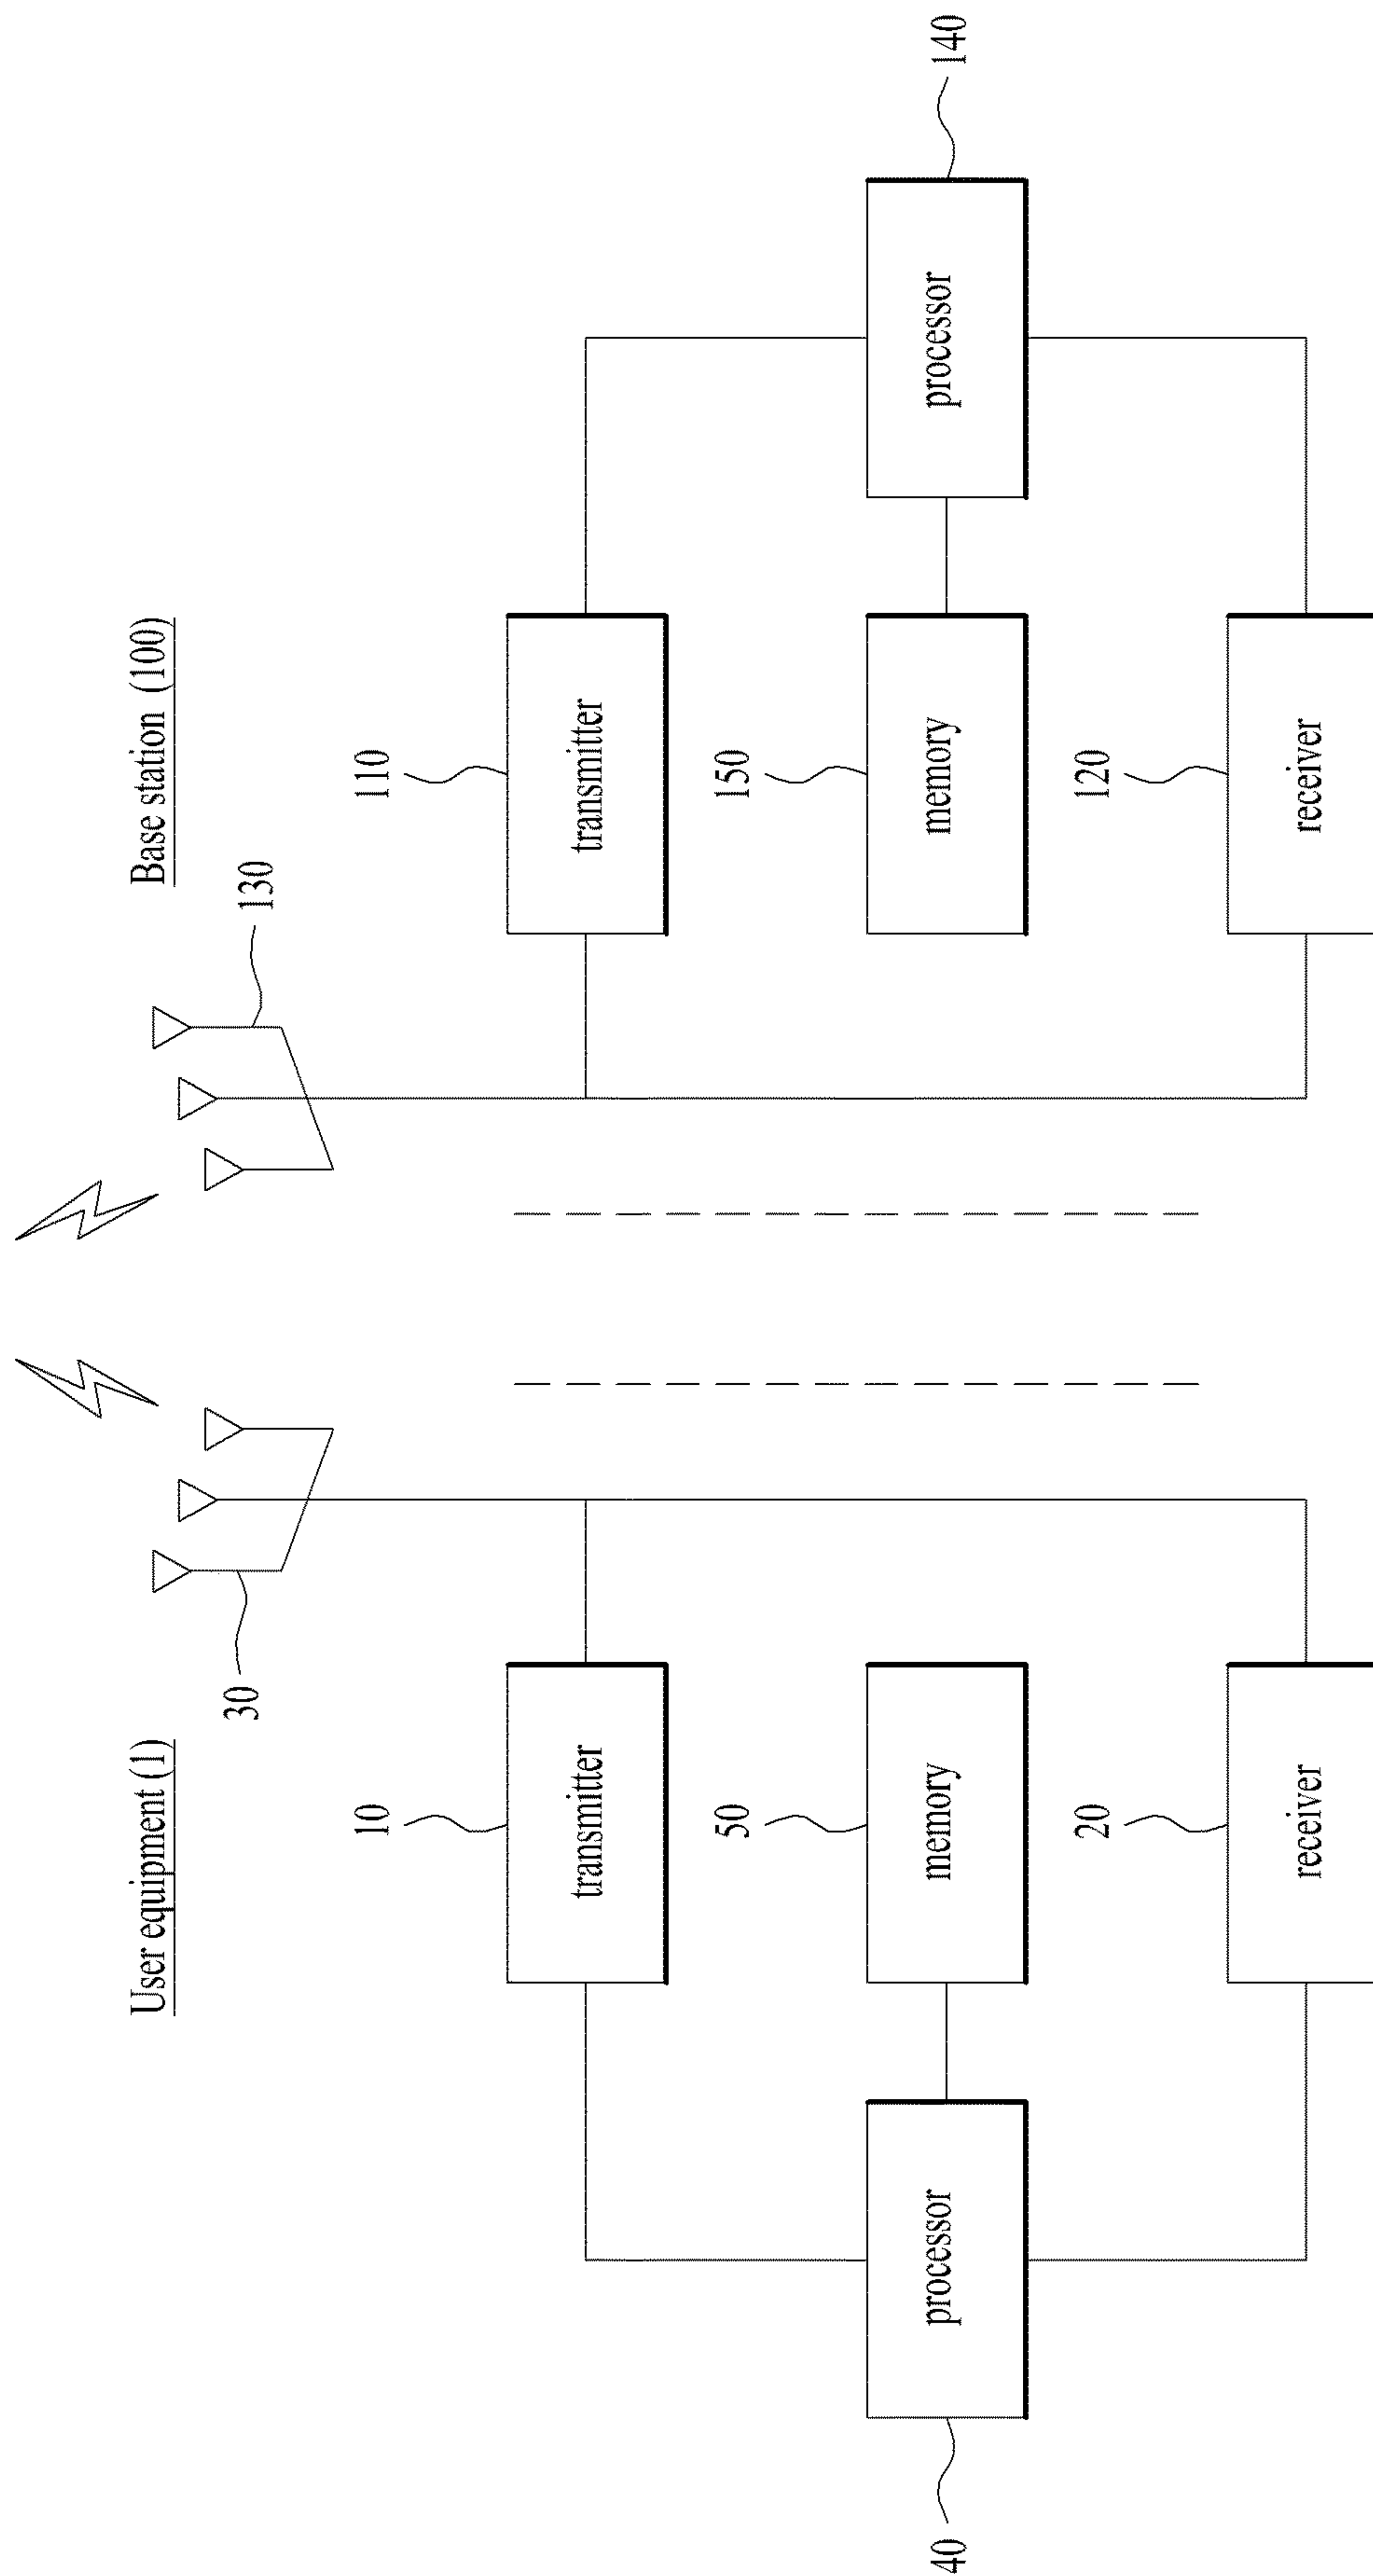 User equipment (1)
Base station (100)
30
130
10
transmitter
110
transmitter
40
processor
50
memory
150
memory
processor
140
20
receiver
120
receiver